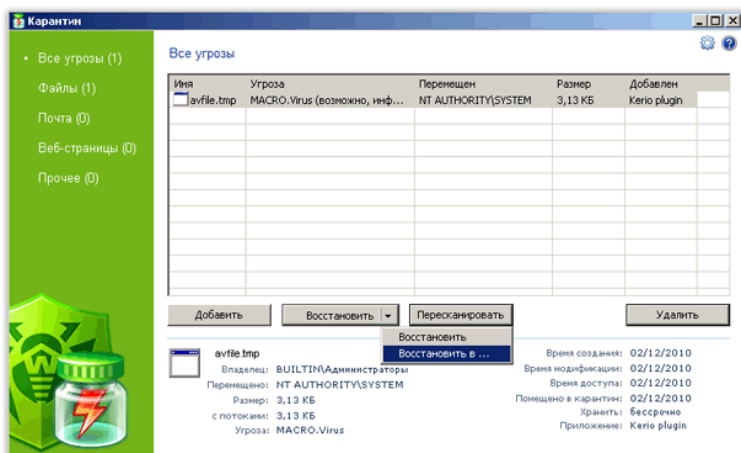 Карантин
Все угрозы (1)
Файлы (1)
Почта (0)
Веб-страницы (0)
Прочее (0)
Все угрозы
Имя Угроза Перемещен Размер Добавлен
avfile.tmp MACRO.Virus (возможно, инф... NT AUTHORITY\SYSTEM 3,13 КБ Kerio plugin
Добавить Восстановить Пересканировать Удалить
Восстановить
Восстановить в ...
avfile.tmp
Владелец: BUILTIN\Администраторы
Перемещено: NT AUTHORITY\SYSTEM
Размер: 3,13 КБ
с потоками: 3,13 КБ
Угроза: MACRO.Virus
Время создания: 02/12/2010
Время модификации: 02/12/2010
Время доступа: 02/12/2010
Помещено в карантин: 02/12/2010
Хранить: бессрочно
Приложение: Kerio plugin